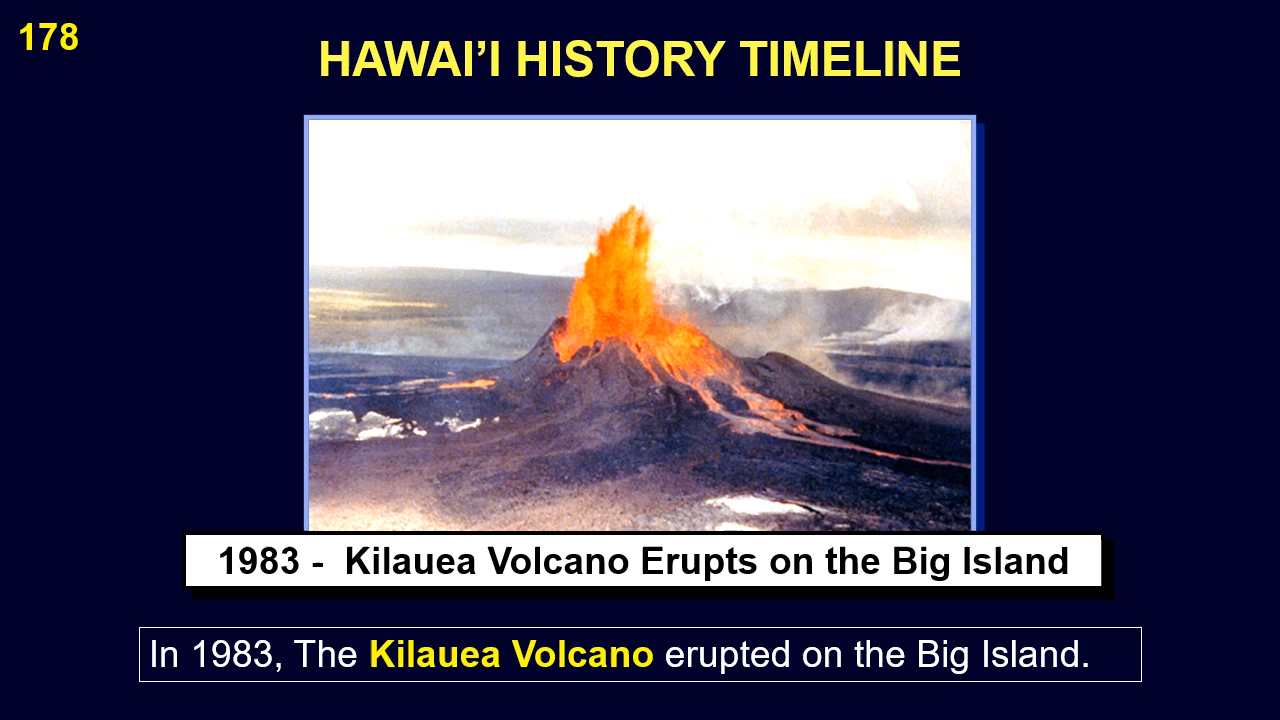 178
HAWAI’I HISTORY TIMELINE
1983 -  Kilauea Volcano Erupts on the Big Island
In 1983, The Kilauea Volcano erupted on the Big Island.